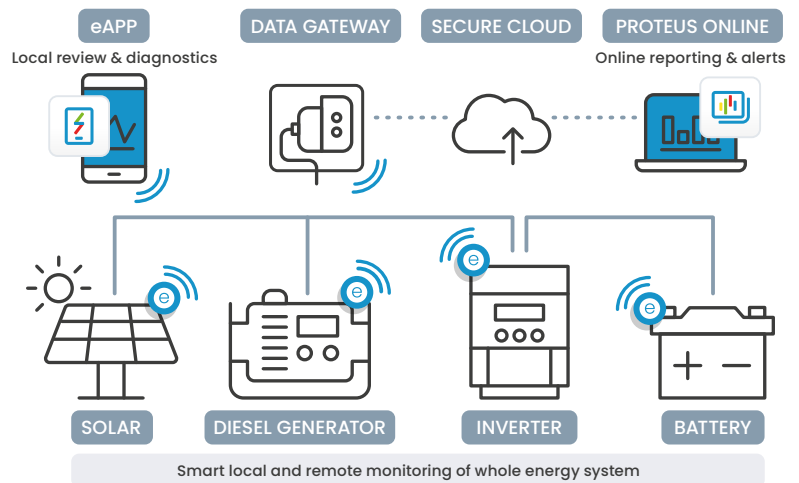 eAPP
DATA GATEWAY
SECURE CLOUD
PROTEUS ONLINE
Local review & diagnostics
Online reporting & alerts
e
e
e
e
SOLAR
DIESEL GENERATOR
INVERTER
BATTERY
Smart local and remote monitoring of whole energy system